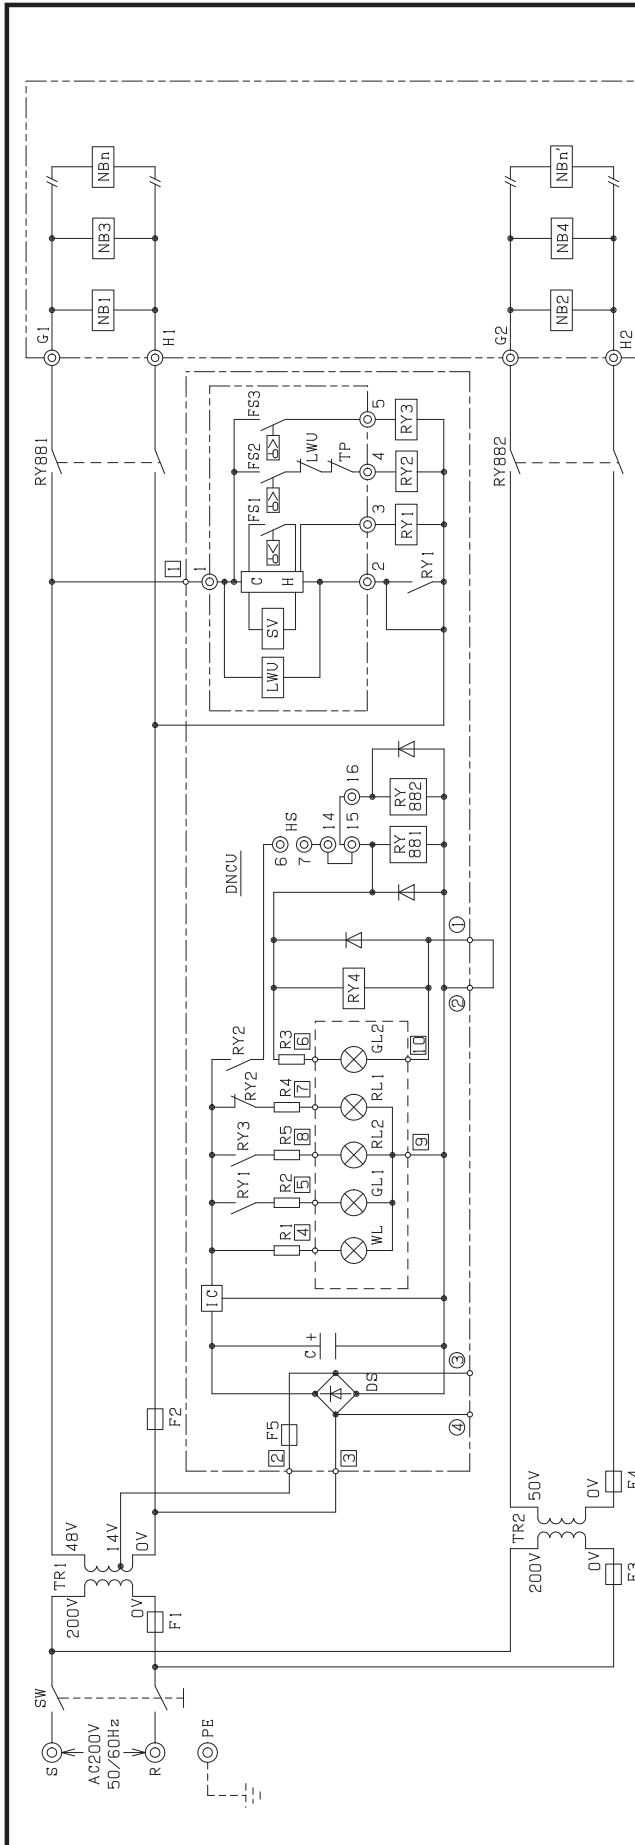 NBn
NB3
NB1
G1
H1
RY881
NBn'
NB4
NB2
G2
H2
RY882
FS3
FS2
FS1
LWU
TP
5
4
3
2
1
1
RY3
RY2
RY1
RY1
C
H
SV
LWU
DNCU
HS
6
7
14
15
16
RY
882
RY
881
RY4
①
②
RY2
RY2
RY3
RY1
R3
6
R4
7
R5
8
R2
5
R1
4
GL2
RL1
RL2
GL1
WL
10
9
IC
C
+
DS
③
④
F5
2
3
F2
TR1
48V
14V
0V
200V
0V
F1
TR2
50V
0V
200V
0V
F4
F3
SW
S
AC200V
50/60Hz
R
PE